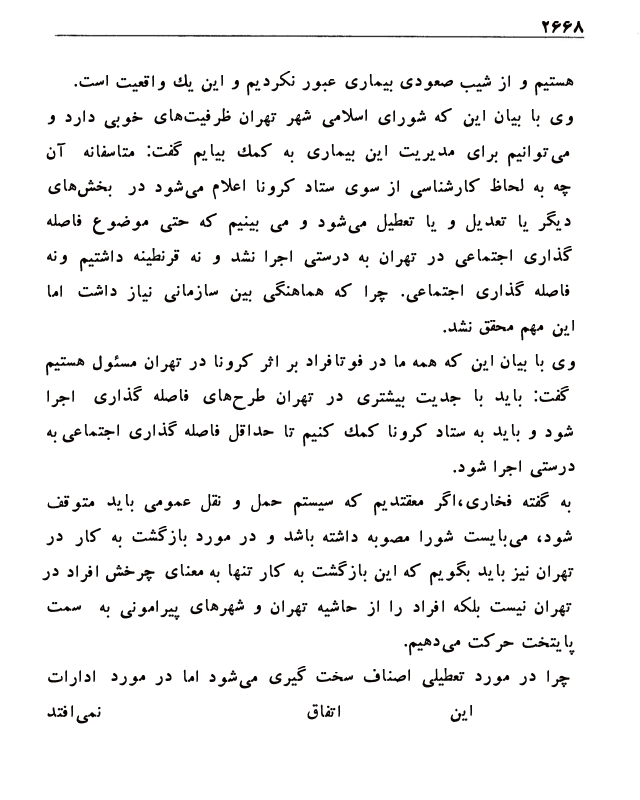 ۲۶۶۸
هستیم و از شیب صعودی بیماری عبور نکردیم و این یك واقعیت است.
وی با بیان این که شورای اسلامی شهر تهران ظرفیت‌های خوبی دارد و
می‌توانیم برای مدیریت این بیماری به کمك بیایم گفت: متاسفانه آن
چه به لحاظ کارشناسی از سوی ستاد کرونا اعلام می‌شود در بخش‌های
دیگر یا تعدیل و یا تعطیل می‌شود و می بینیم که حتی موضوع فاصله
گذاری اجتماعی در تهران به درستی اجرا نشد و نه قرنطینه داشتیم ونه
فاصله گذاری اجتماعی. چرا که هماهنگی بین سازمانی نیاز داشت اما
این مهم محقق نشد.
وی با بیان این که همه ما در فوتافراد بر اثر کرونا در تهران مسئول هستیم
گفت: باید با جدیت بیشتری در تهران طرح‌های فاصله گذاری اجرا
شود و باید به ستاد کرونا کمك کنیم تا حداقل فاصله گذاری اجتماعی به
درستی اجرا شود.
به گفته فخاری،اگر معقتدیم که سیستم حمل و نقل عمومی باید متوقف
شود، می‌بایست شورا مصوبه داشته باشد و در مورد بازگشت به کار در
تهران نیز باید بگویم که این بازگشت به کار تنها به معنای چرخش افراد در
تهران نیست بلکه افراد را از حاشیه تهران و شهرهای پیرامونی به سمت
پایتخت حرکت می‌دهیم.
چرا در مورد تعطیلی اصناف سخت گیری می‌شود اما در مورد ادارات
این اتفاق نمی‌افتد